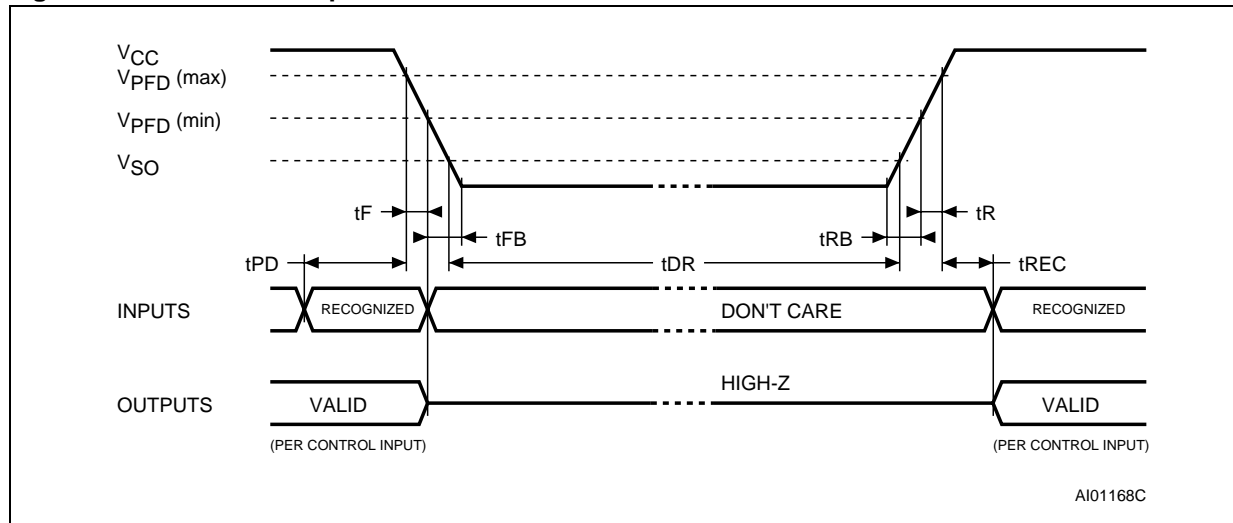 VCC
VPFD (max)
VPFD (min)
VSO
tF
tR
tFB
tRB
tPD
tDR
tREC
INPUTS
RECOGNIZED
DON'T CARE
RECOGNIZED
HIGH-Z
OUTPUTS
VALID
VALID
(PER CONTROL INPUT)
(PER CONTROL INPUT)
AI01168C